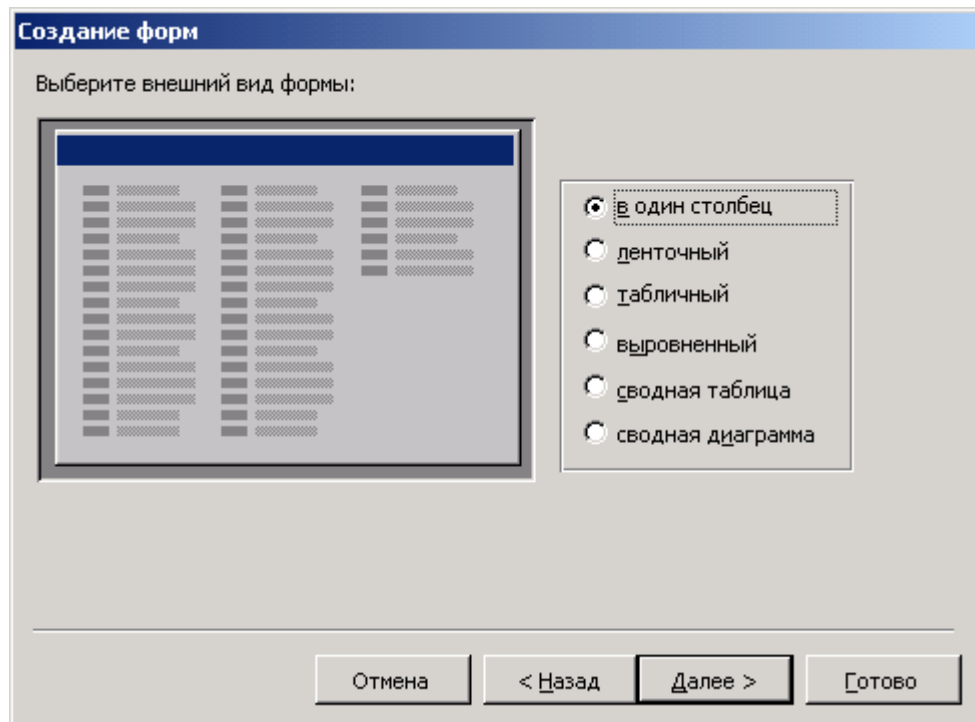 Создание форм
Выберите внешний вид формы:
в один столбец
ленточный
табличный
выровненный
сводная таблица
сводная диаграмма
Отмена
< Назад
Далее >
Готово